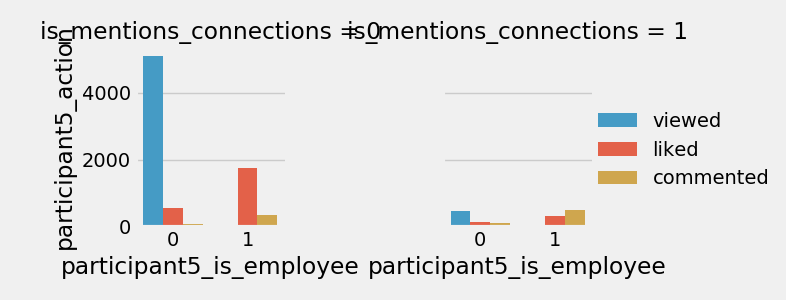 is_mentions_connections = 0
is_mentions_connections = 1
participant5_action
4000
2000
0
0
1
0
1
participant5_is_employee
participant5_is_employee
viewed
liked
commented